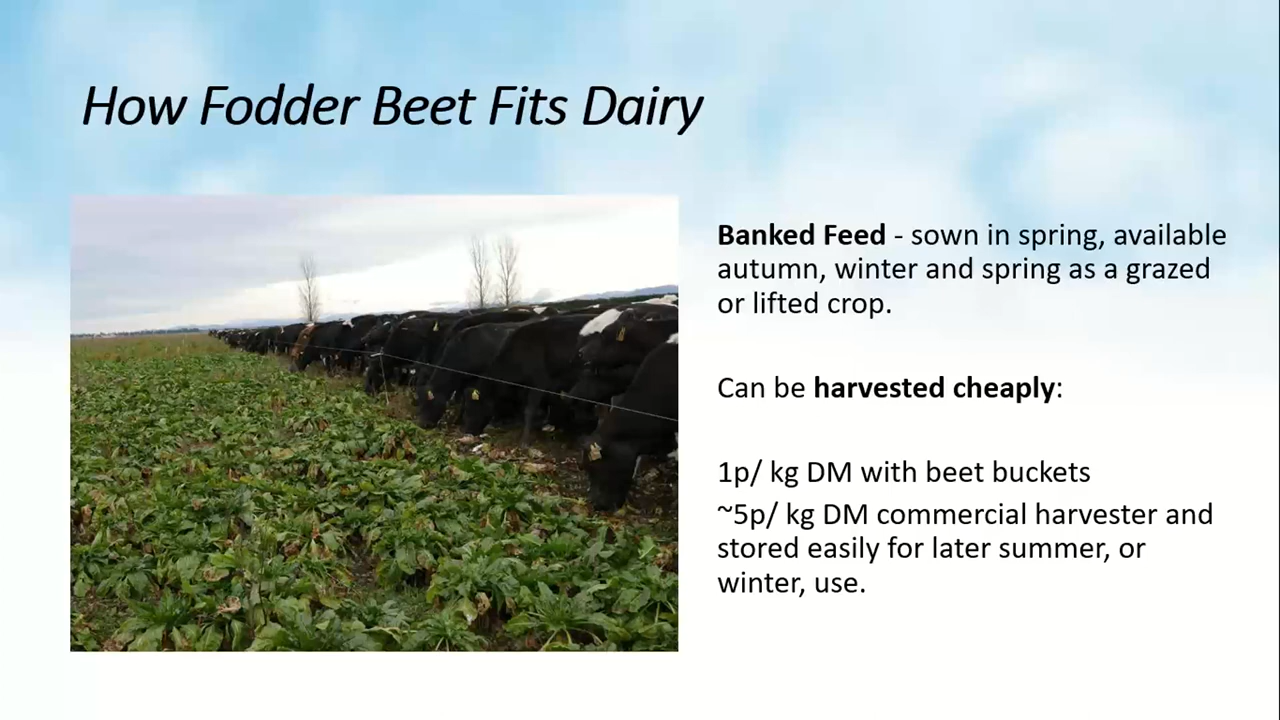 How Fodder Beet Fits Dairy
Banked Feed - sown in spring, available
autumn, winter and spring as a grazed
or lifted crop.
Can be harvested cheaply:
1p/ kg DM with beet buckets
~5p/ kg DM commercial harvester and
stored easily for later summer, or
winter, use.